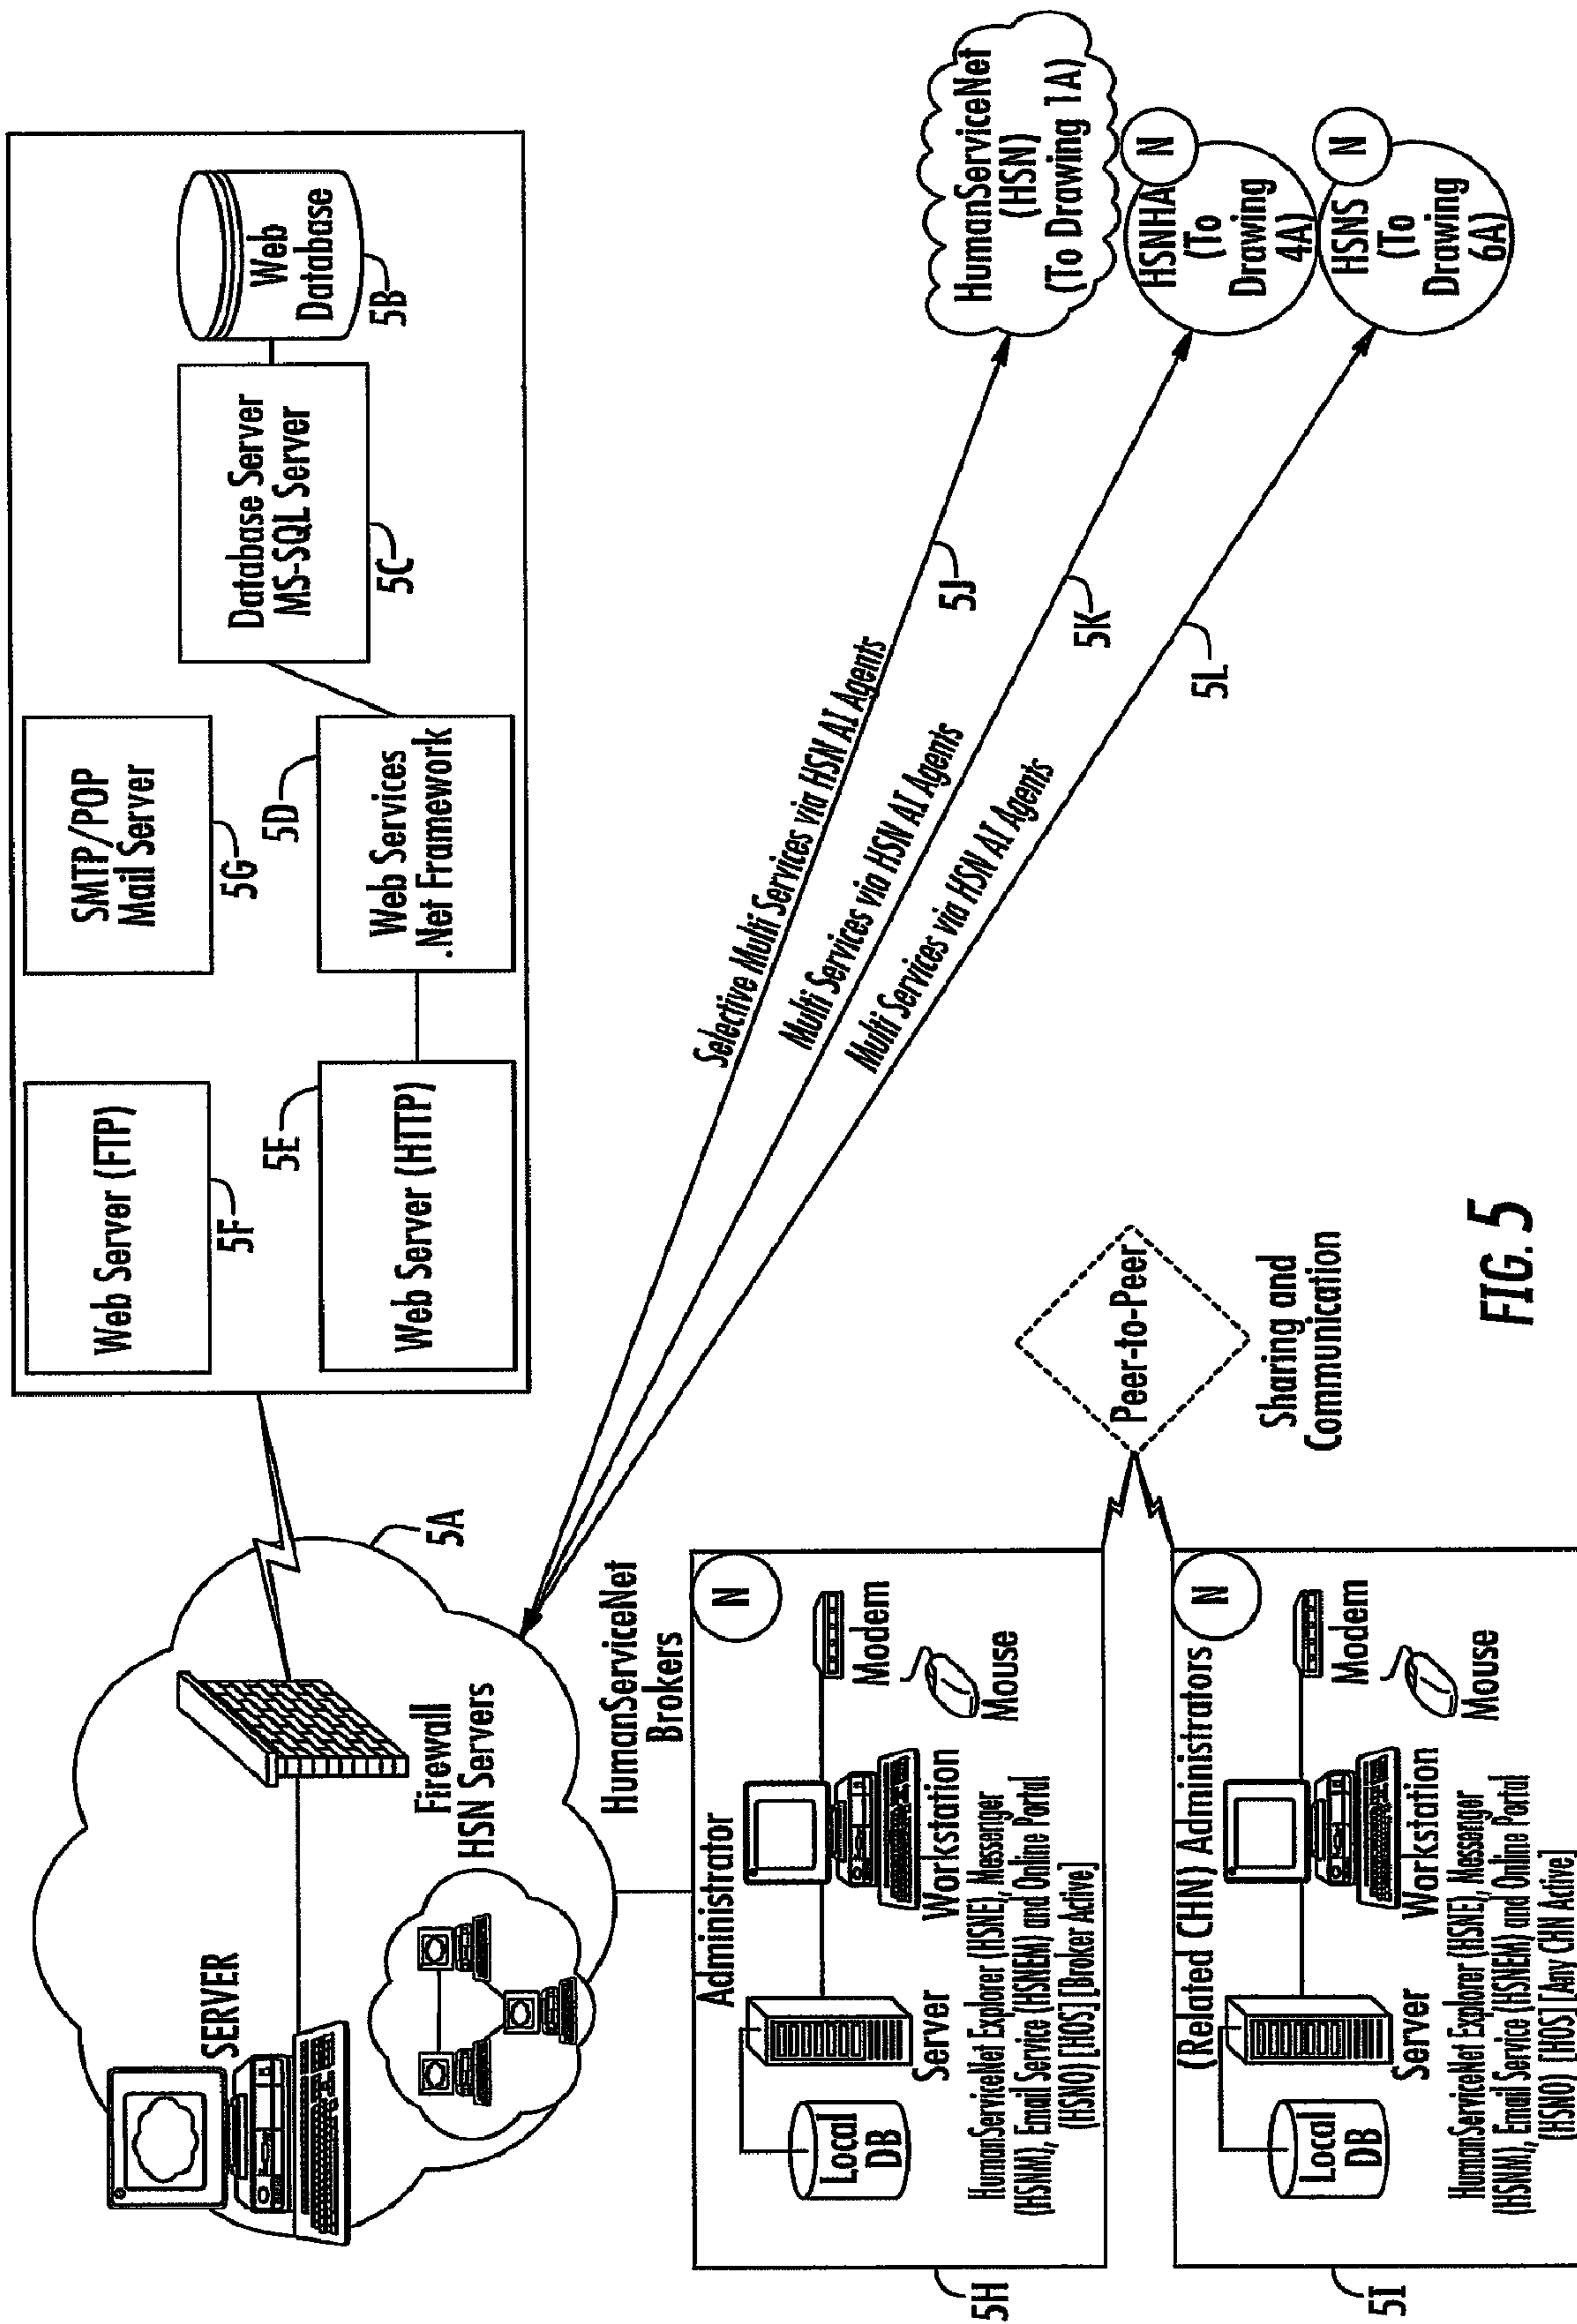 SERVER
Firewall
HSN Servers
5A
Web Server (FTP)
5F
SMTP/POP
Mail Server
5G
5E
Web Server (HTTP)
5D
Web Services
.Net Framework
Database Server
MS-SQL Server
5C
Web
Database
5B
HumanServiceNet
Brokers
Selective Multi Services via HSN AI Agents
5J
Multi Services via HSN AI Agents
5K
Multi Services via HSN AI Agents
5L
HumanServiceNet
(HSN)
(To Drawing 1A)
HSNHA
(To
Drawing
4A)
N
HSNS
(To
Drawing
6A)
N
Administrator
N
Local
DB
Server
Workstation
Modem
Mouse
HumanServiceNet Explorer (HSNE), Messenger
(HSNM), Email Service (HSNEM) and Online Portal
(HSNO) [HOS] [Broker Active]
5H
Peer-to-Peer
Sharing and
Communication
(Related CHN) Administrators
N
Local
DB
Server
Workstation
Modem
Mouse
HumanServiceNet Explorer (HSNE), Messenger
(HSNM), Email Service (HSNEM) and Online Portal
(HSNO) [HOS] [Any CHN Active]
5I
FIG. 5